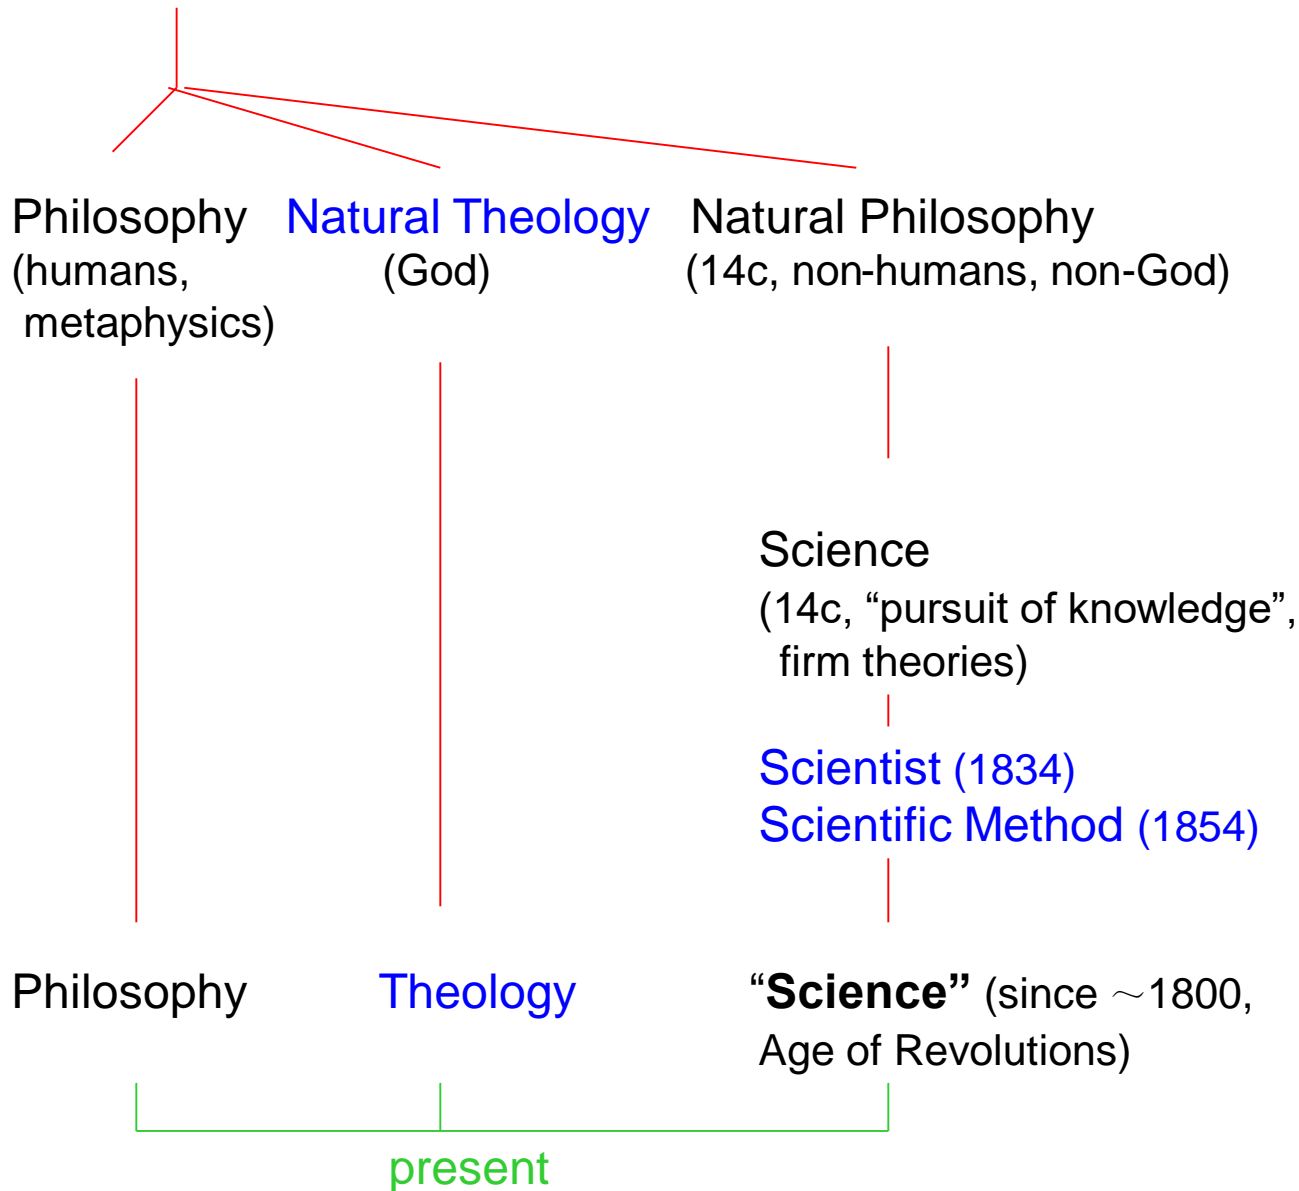 Philosophy Natural Theology Natural Philosophy
(humans, (God) (14c, non-humans, non-God)
metaphysics)
Science
(14c, “pursuit of knowledge”,
firm theories)
Scientist (1834)
Scientific Method (1854)
Philosophy Theology “Science” (since ~1800,
Age of Revolutions)
present